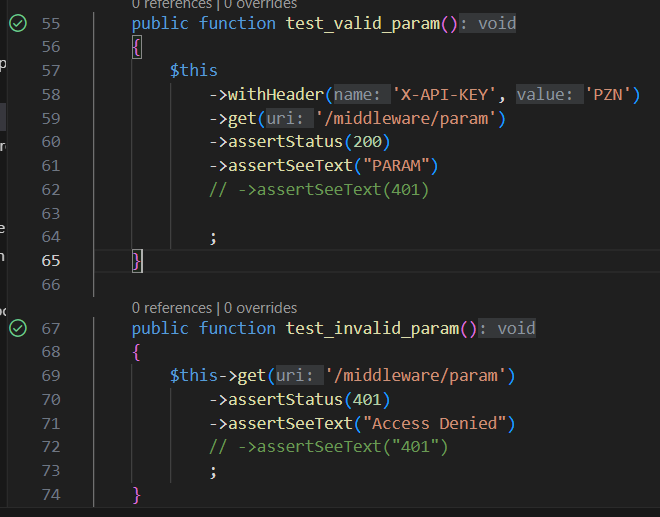 0 references | 0 overrides
55 public function test_valid_param(): void
56 {
57 $this
58 ->withHeader(name: 'X-API-KEY', value: 'PZN')
59 ->get(uri: '/middleware/param')
60 ->assertStatus(200)
61 ->assertSeeText("PARAM")
62 // ->assertSeeText(401)
63
64 ;
65 }
66
0 references | 0 overrides
67 public function test_invalid_param(): void
68 {
69 $this->get(uri: '/middleware/param')
70 ->assertStatus(401)
71 ->assertSeeText("Access Denied")
72 // ->assertSeeText("401")
73 ;
74 }